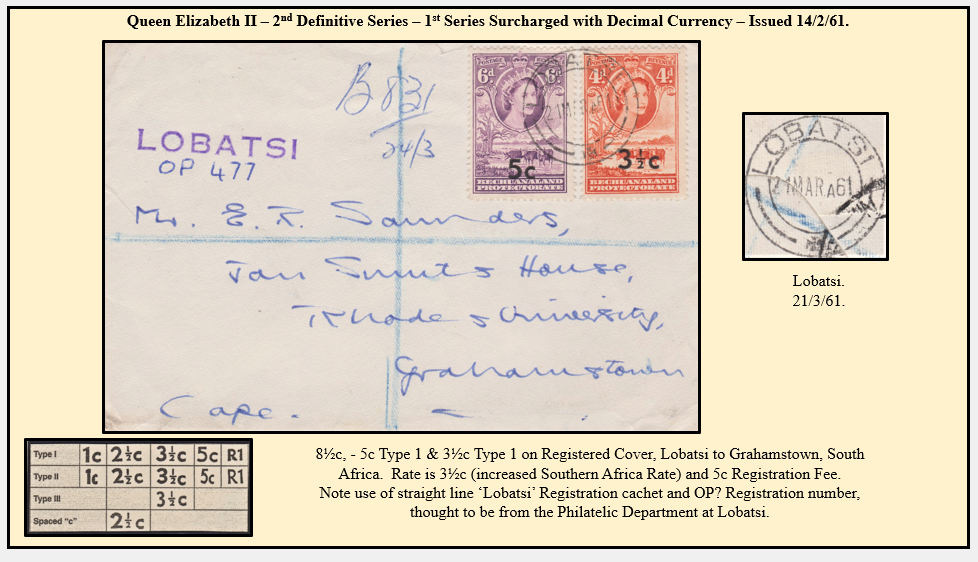 Queen Elizabeth II – 2nd Definitive Series – 1st Series Surcharged with Decimal Currency – Issued 14/2/61.
B 831
24/3
LOBATSI
OP 477
POSTAGE REVENUE
6d 6d
5c
BECHUANALAND
PROTECTORATE
POSTAGE REVENUE
4d 4d
3½c
BECHUANALAND
PROTECTORATE
21MAR
Mr. E. R. Saunders,
Jan Smuts House,
Rhodes University,
Grahamstown
Cape.
LOBATSI
21MARA61
Lobatsi.
21/3/61.
Type I 1c 2½c 3½c 5c R1
Type II 1c 2½c 3½c 5c R1
Type III 3½c
Spaced "c" 2½c
8½c, - 5c Type 1 & 3½c Type 1 on Registered Cover, Lobatsi to Grahamstown, South
Africa. Rate is 3½c (increased Southern Africa Rate) and 5c Registration Fee.
Note use of straight line ‘Lobatsi’ Registration cachet and OP? Registration number,
thought to be from the Philatelic Department at Lobatsi.